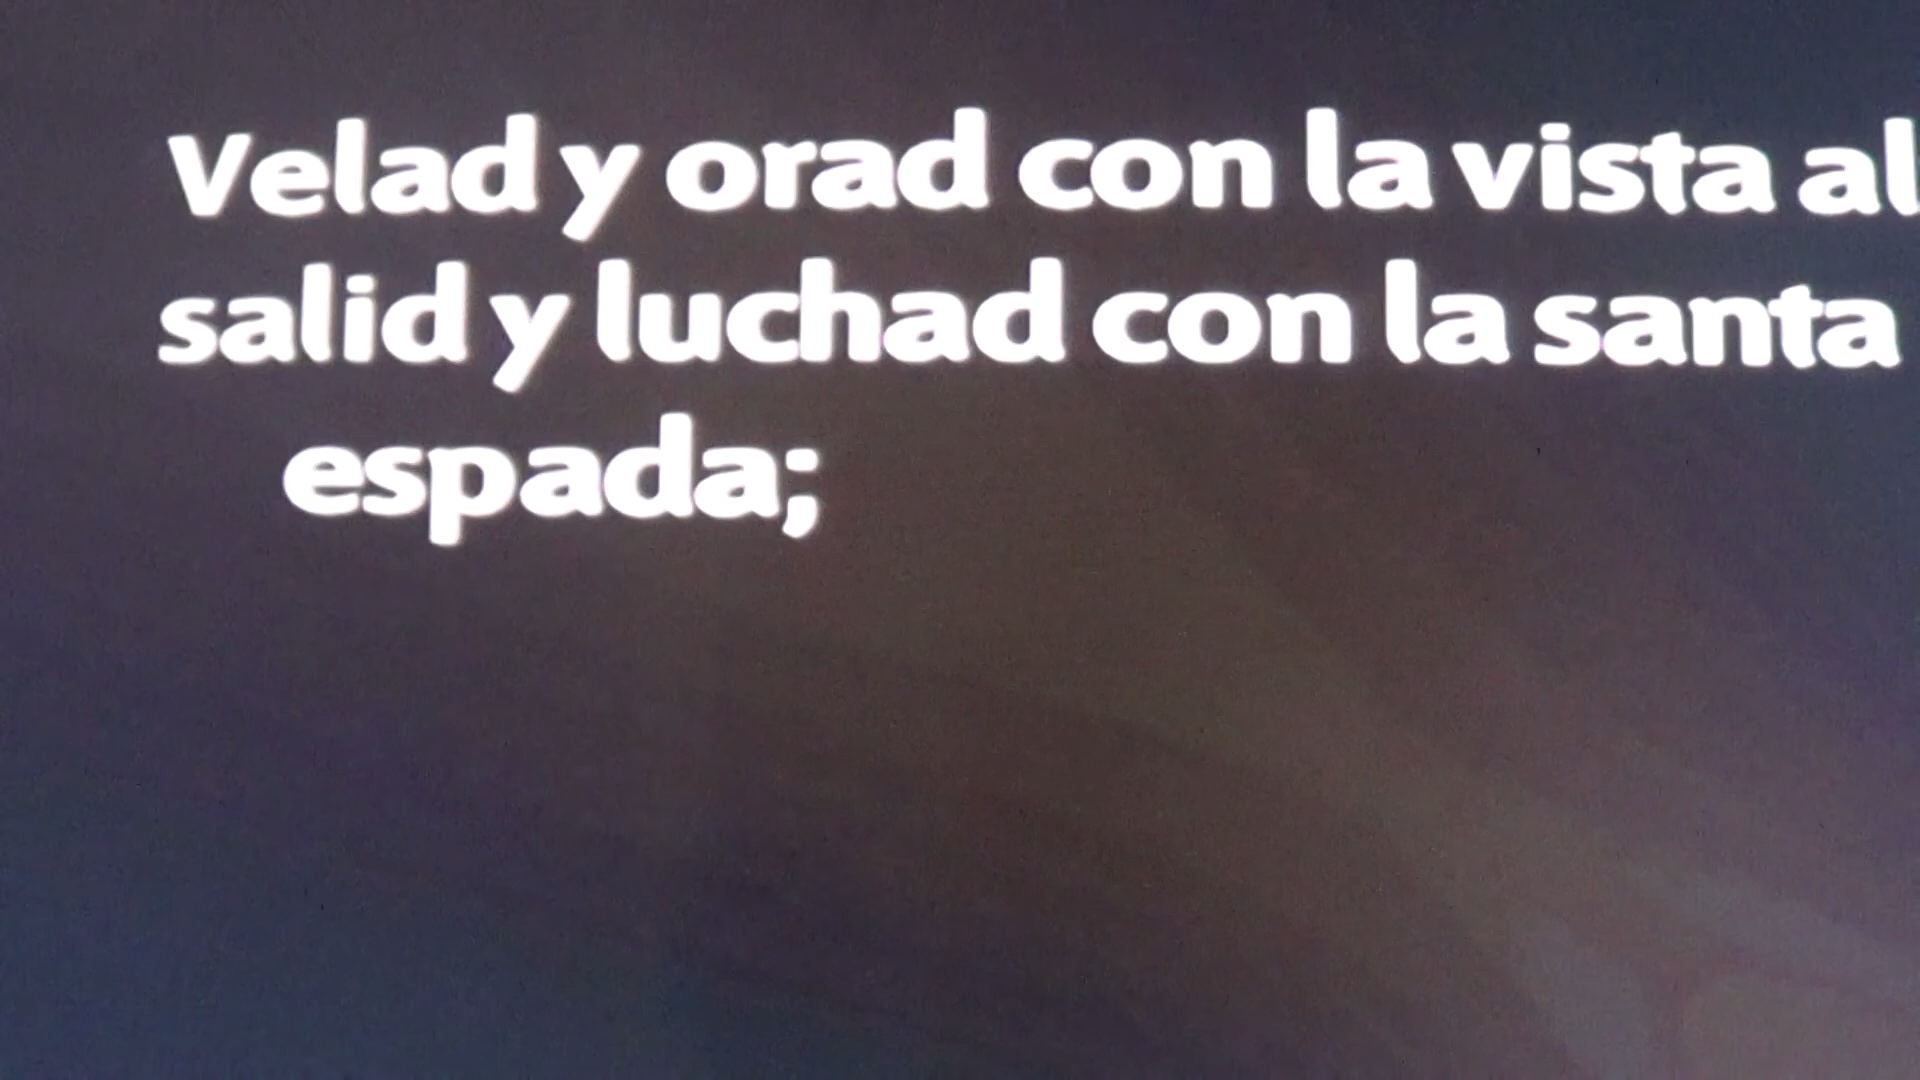 Velad y orad con la vista al
salid y luchad con la santa
espada;